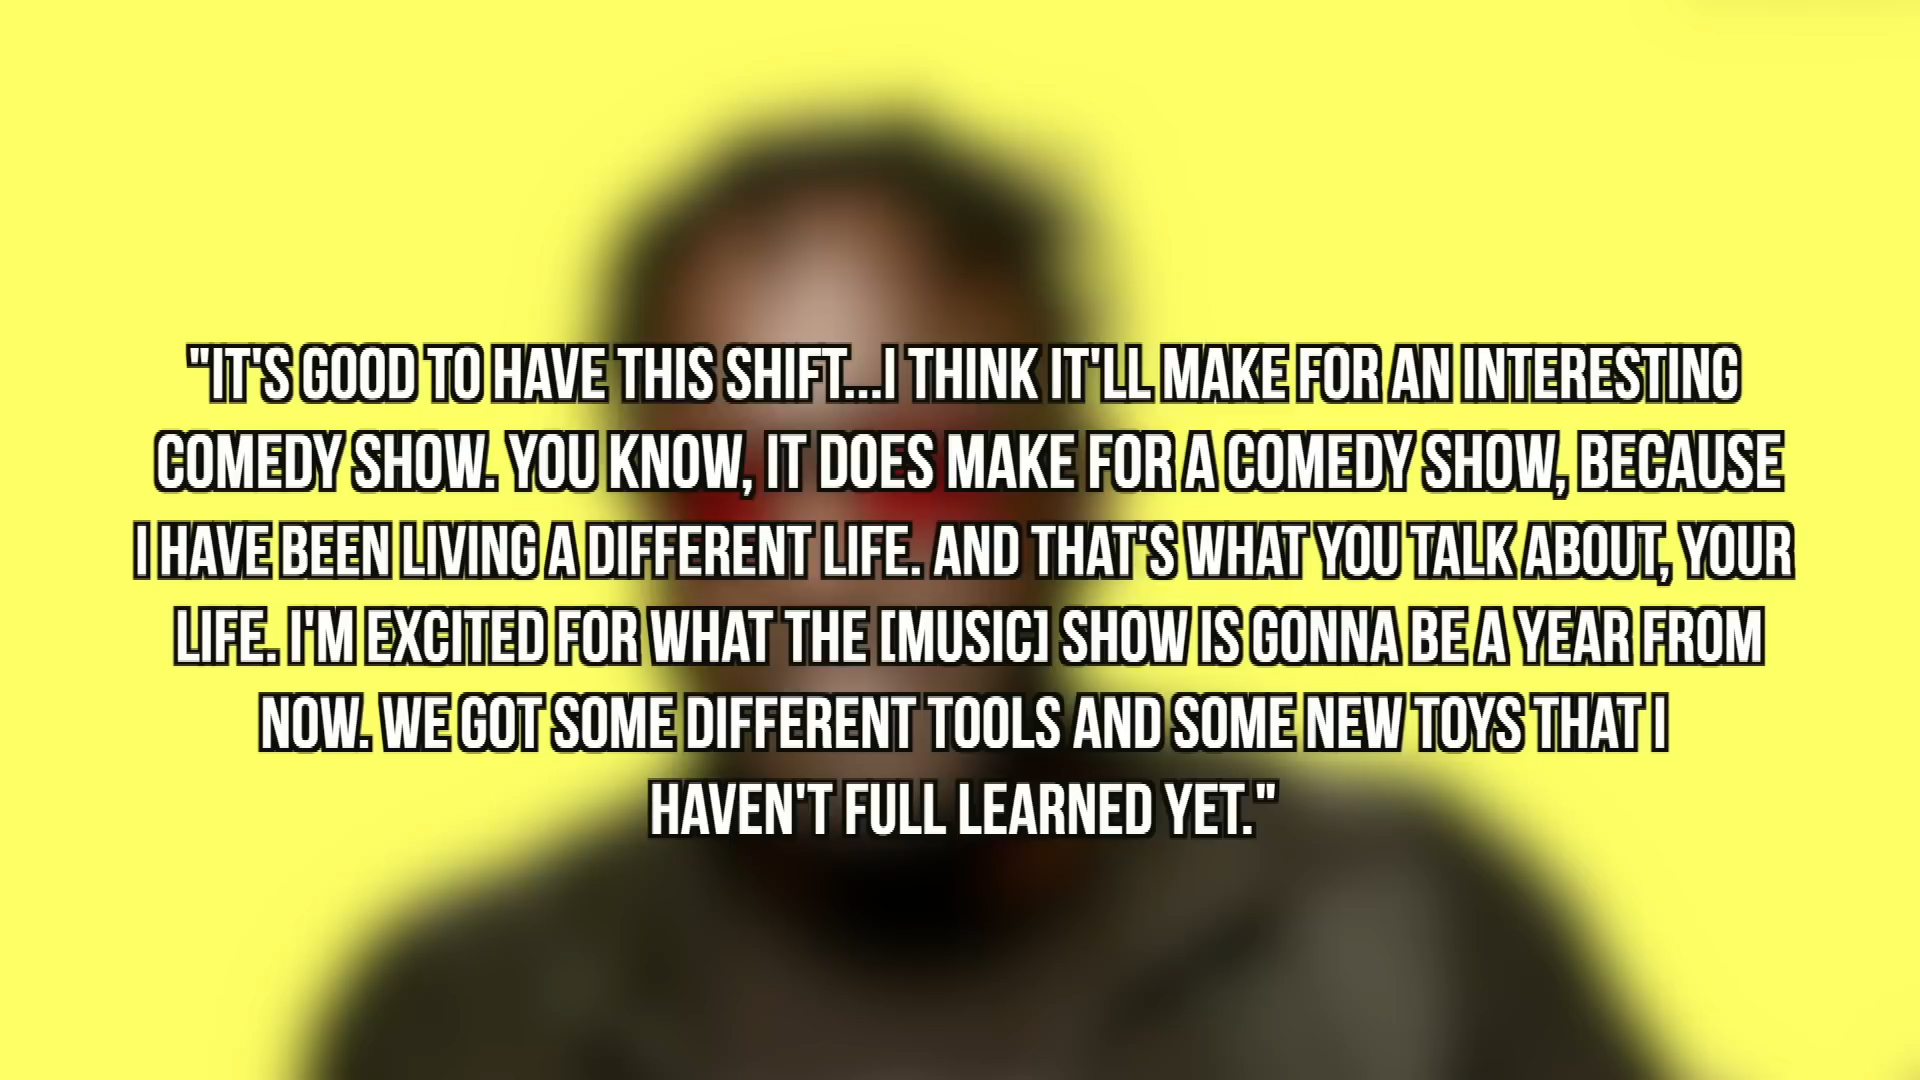 "IT'S GOOD TO HAVE THIS SHIFT...I THINK IT'LL MAKE FOR AN INTERESTING
COMEDY SHOW. YOU KNOW, IT DOES MAKE FOR A COMEDY SHOW, BECAUSE
I HAVE BEEN LIVING A DIFFERENT LIFE. AND THAT'S WHAT YOU TALK ABOUT, YOUR
LIFE. I'M EXCITED FOR WHAT THE [MUSIC] SHOW IS GONNA BE A YEAR FROM
NOW. WE GOT SOME DIFFERENT TOOLS AND SOME NEW TOYS THAT I
HAVEN'T FULL LEARNED YET."